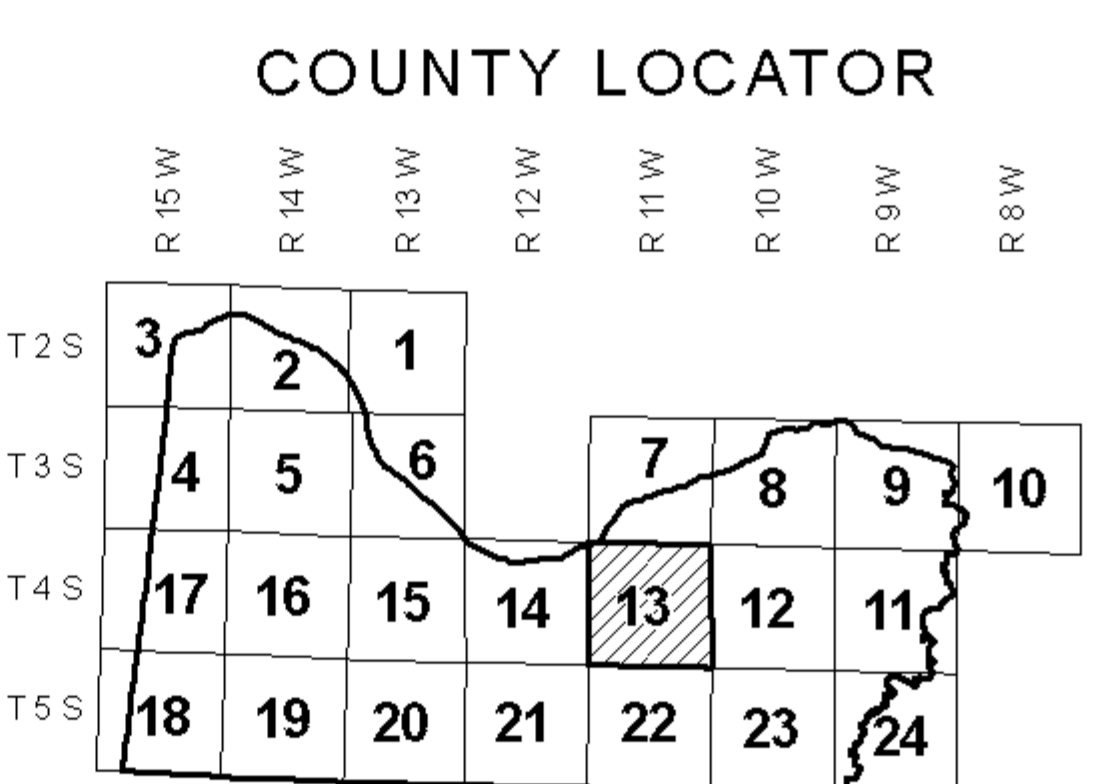 COUNTY LOCATOR
R 15 W R 14 W R 13 W R 12 W R 11 W R 10 W R 9 W R 8 W
T 2 S 3 2 1
T 3 S 4 5 6 7 8 9 10
T 4 S 17 16 15 14 13 12 11
T 5 S 18 19 20 21 22 23 24